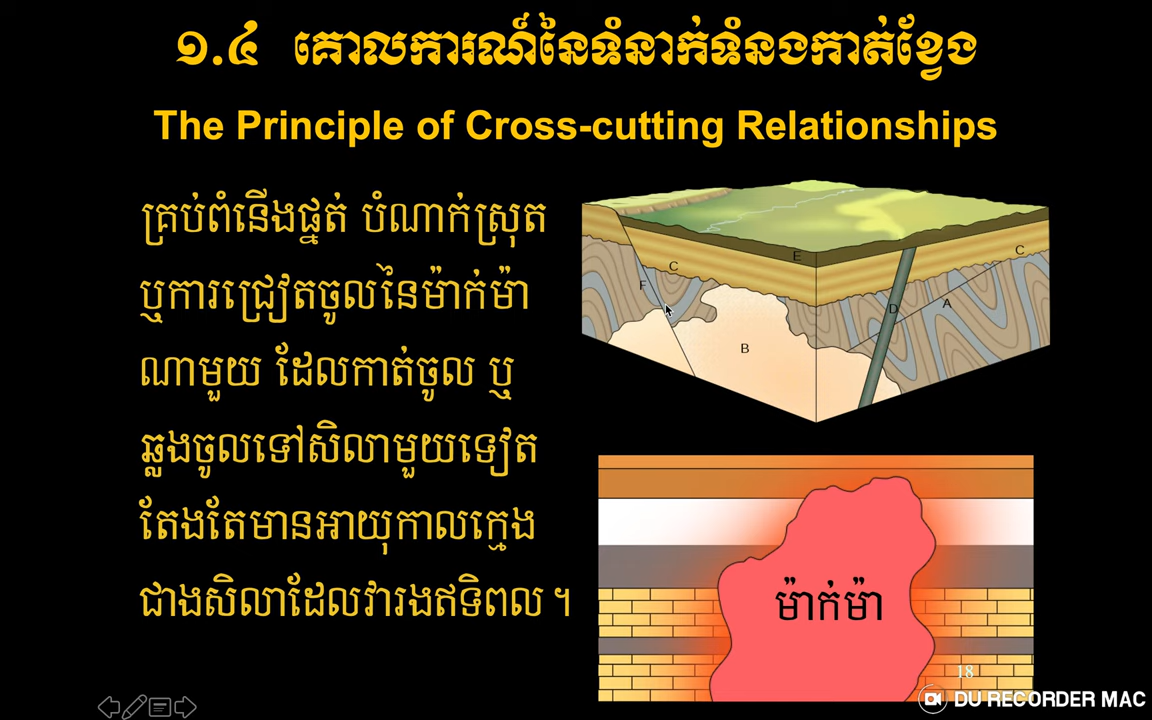 ១.៤ គោលការណ៍នៃទំនាក់ទំនងកាត់ខ្វែង
The Principle of Cross-cutting Relationships
គ្រប់ពំនើងផ្នត់ បំណាក់ស្រុត
ឬការជ្រៀតចូលនៃម៉ាក់ម៉ា
ណាមួយ ដែលកាត់ចូល ឬ
ឆ្លងចូលទៅសិលាមួយទៀត
តែងតែមានអាយុកាលក្មេង
ជាងសិលាដែលវារងឥទិពល។
E
C
C
F
D
A
B
ម៉ាក់ម៉ា
18
DU RECORDER MAC